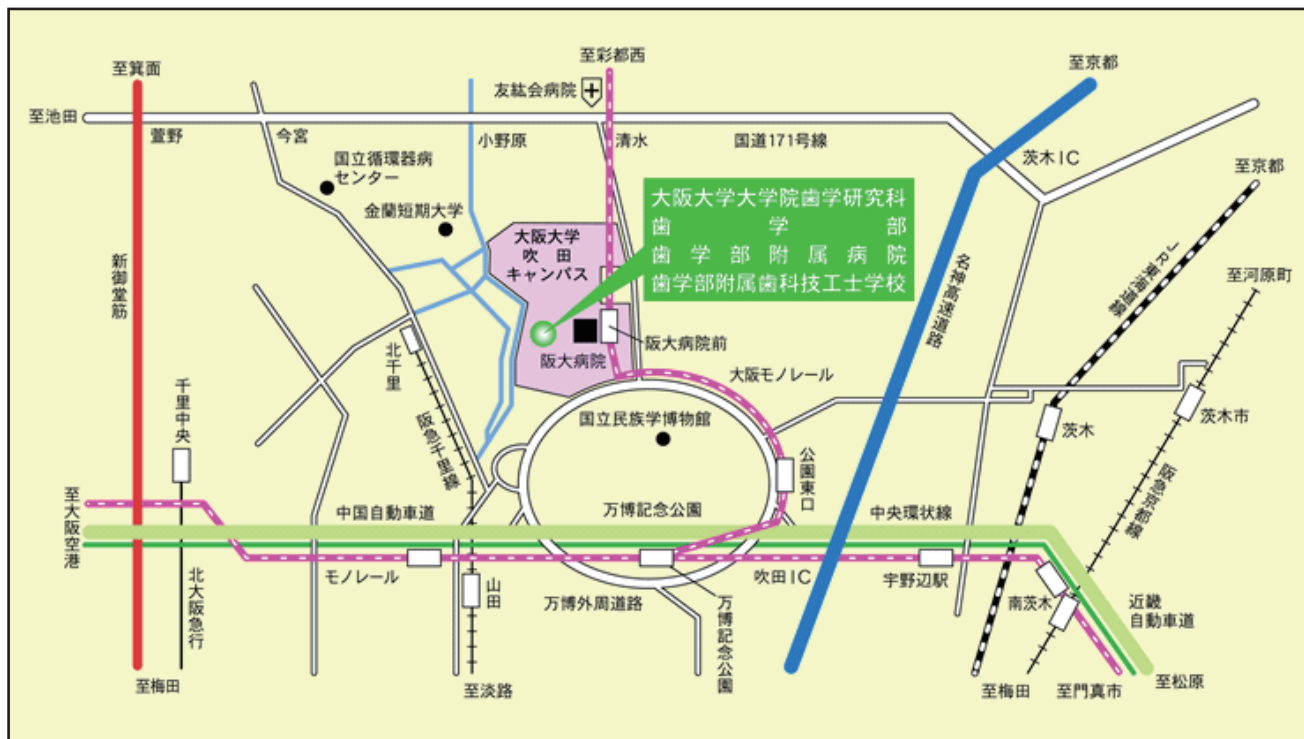 至彩都西
至箕面
至京都
友紘会病院
至池田
萱野
今宮
小野原
清水
国道171号線
国立循環器病
センター
茨木IC
至京都
金蘭短期大学
大阪大学
吹田
キャンパス
大阪大学大学院歯学研究科
歯学部
歯学部附属病院
歯学部附属歯科技工士学校
新御堂筋
名神高速道路
JR東海道線
至河原町
北千里
阪大病院
阪大病院前
大阪モノレール
千里中央
阪急千里線
国立民族学博物館
茨木
茨木市
公園東口
阪急京都線
至大阪空港
中国自動車道
万博記念公園
中央環状線
モノレール
山田
万博外周道路
吹田IC
宇野辺駅
南茨木
近畿
自動車道
北大阪急行
万博記念公園
至梅田
至淡路
至梅田
至門真市
至松原